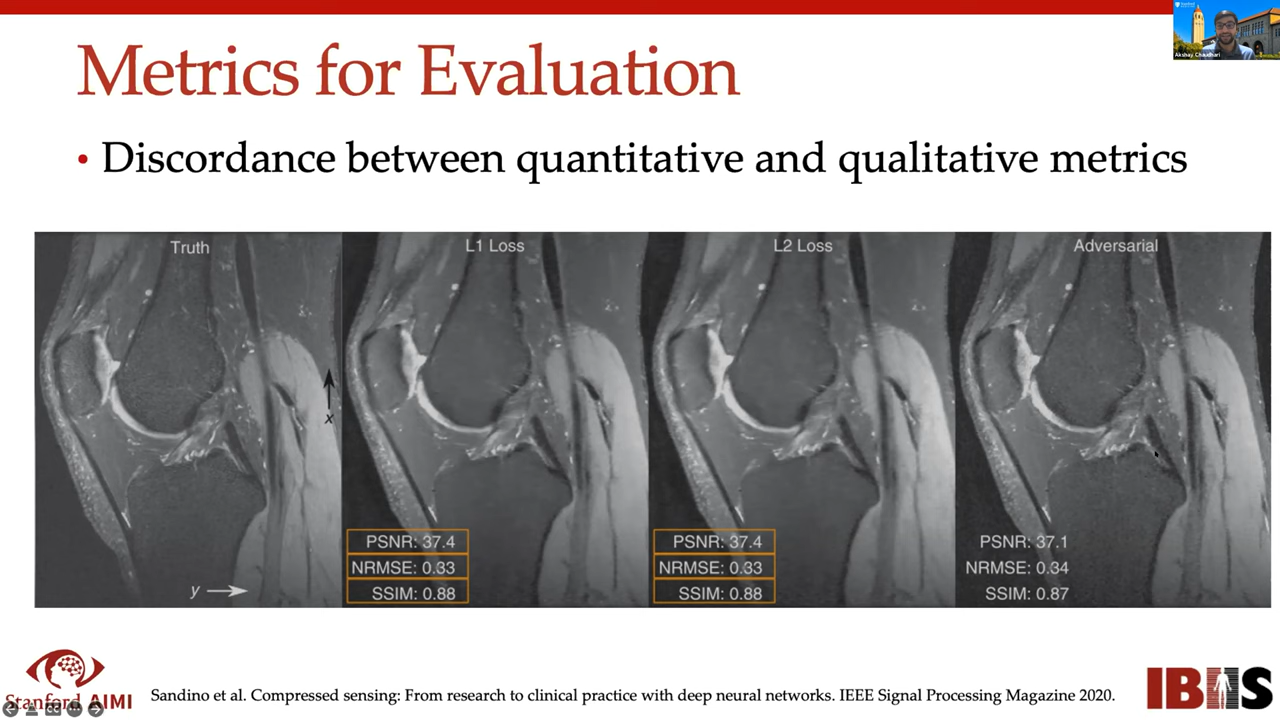 Metrics for Evaluation
Akshay Chaudhari
• Discordance between quantitative and qualitative metrics
Truth
L1 Loss
L2 Loss
Adversarial
x
y
PSNR: 37.4
NRMSE: 0.33
SSIM: 0.88
PSNR: 37.4
NRMSE: 0.33
SSIM: 0.88
PSNR: 37.1
NRMSE: 0.34
SSIM: 0.87
Stanford AIMI
Sandino et al. Compressed sensing: From research to clinical practice with deep neural networks. IEEE Signal Processing Magazine 2020.
IBIIS